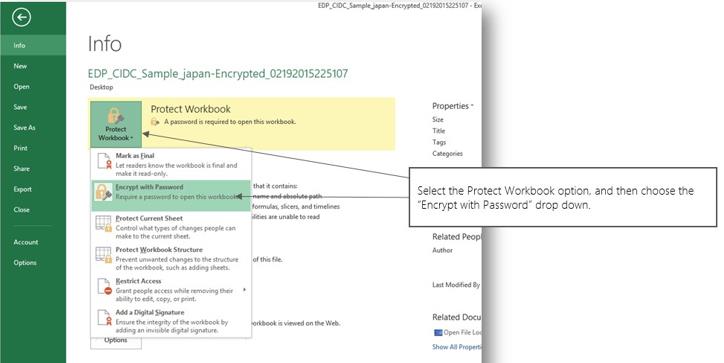 EDP_CIDC_Sample_japan-Encrypted_02192015225107 - Exc
Info
New
Open
Save
Save As
Print
Share
Export
Close
Account
Options
Info
EDP_CIDC_Sample_japan-Encrypted_02192015225107
Desktop
Protect
Workbook
Protect Workbook
A password is required to open this workbook.
Mark as Final
Let readers know the workbook is final and
make it read-only.
Encrypt with Password
Require a password to open this workbook.
Protect Current Sheet
Control what types of changes people can
make to the current sheet.
Protect Workbook Structure
Prevent unwanted changes to the structure
of the workbook, such as adding sheets.
Restrict Access
Grant people access while removing their
ability to edit, copy, or print.
Add a Digital Signature
Ensure the integrity of the workbook by
adding an invisible digital signature.
Options
that it contains:
name and absolute path
formulas, slicers, and timelines
ilities are unable to read
of this file.
orkbook is viewed on the Web.
Properties
Size
Title
Tags
Categories
Related Peop
Author
Last Modified By
Related Docu
Open File Loc
Show All Properti
Select the Protect Workbook option, and then choose the
“Encrypt with Password” drop down.